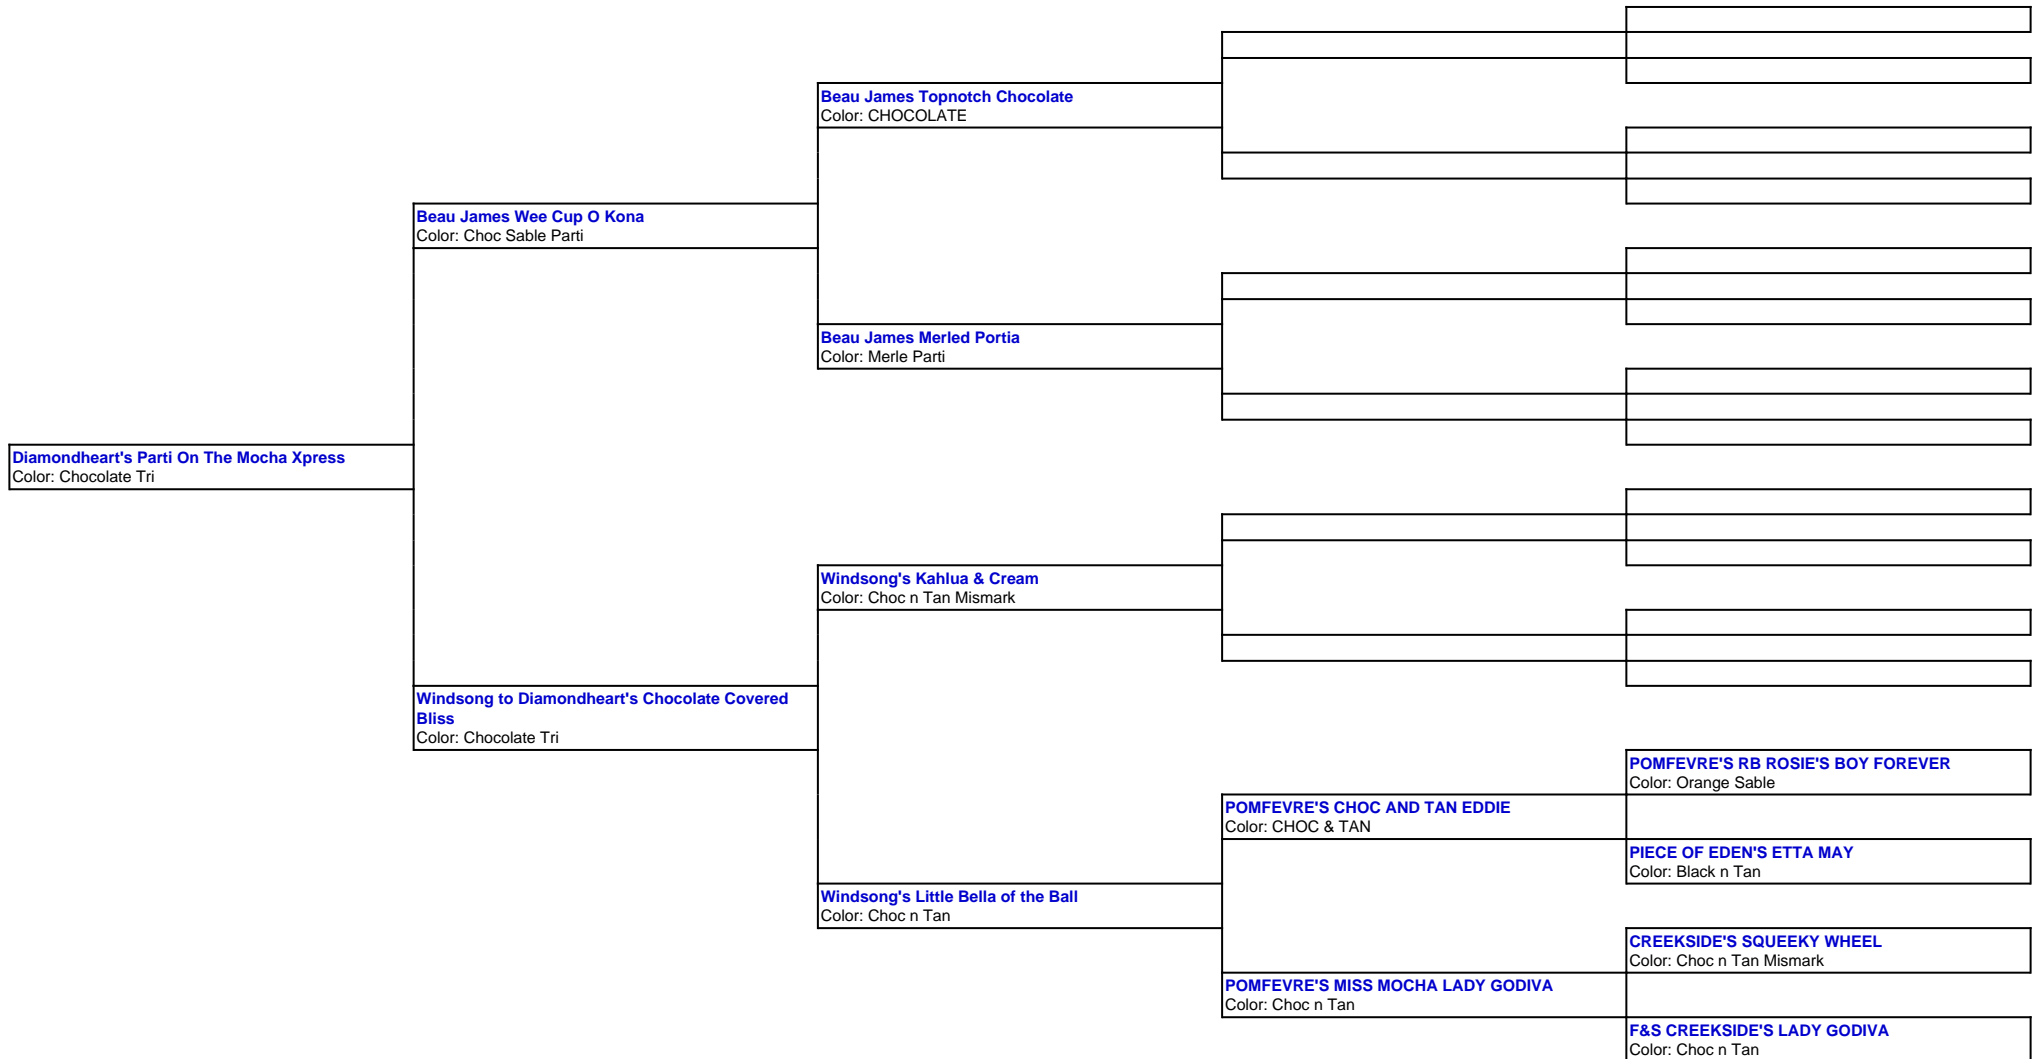 Beau James Topnotch Chocolate
Color: CHOCOLATE
Beau James Wee Cup O Kona
Color: Choc Sable Parti
Beau James Merled Portia
Color: Merle Parti
Diamondheart's Parti On The Mocha Xpress
Color: Chocolate Tri
Windsong's Kahlua & Cream
Color: Choc n Tan Mismark
Windsong to Diamondheart's Chocolate Covered
Bliss
Color: Chocolate Tri
POMFEVRE'S RB ROSIE'S BOY FOREVER
Color: Orange Sable
POMFEVRE'S CHOC AND TAN EDDIE
Color: CHOC & TAN
PIECE OF EDEN'S ETTA MAY
Color: Black n Tan
Windsong's Little Bella of the Ball
Color: Choc n Tan
CREEKSIDE'S SQUEEKY WHEEL
Color: Choc n Tan Mismark
POMFEVRE'S MISS MOCHA LADY GODIVA
Color: Choc n Tan
F&S CREEKSIDE'S LADY GODIVA
Color: Choc n Tan